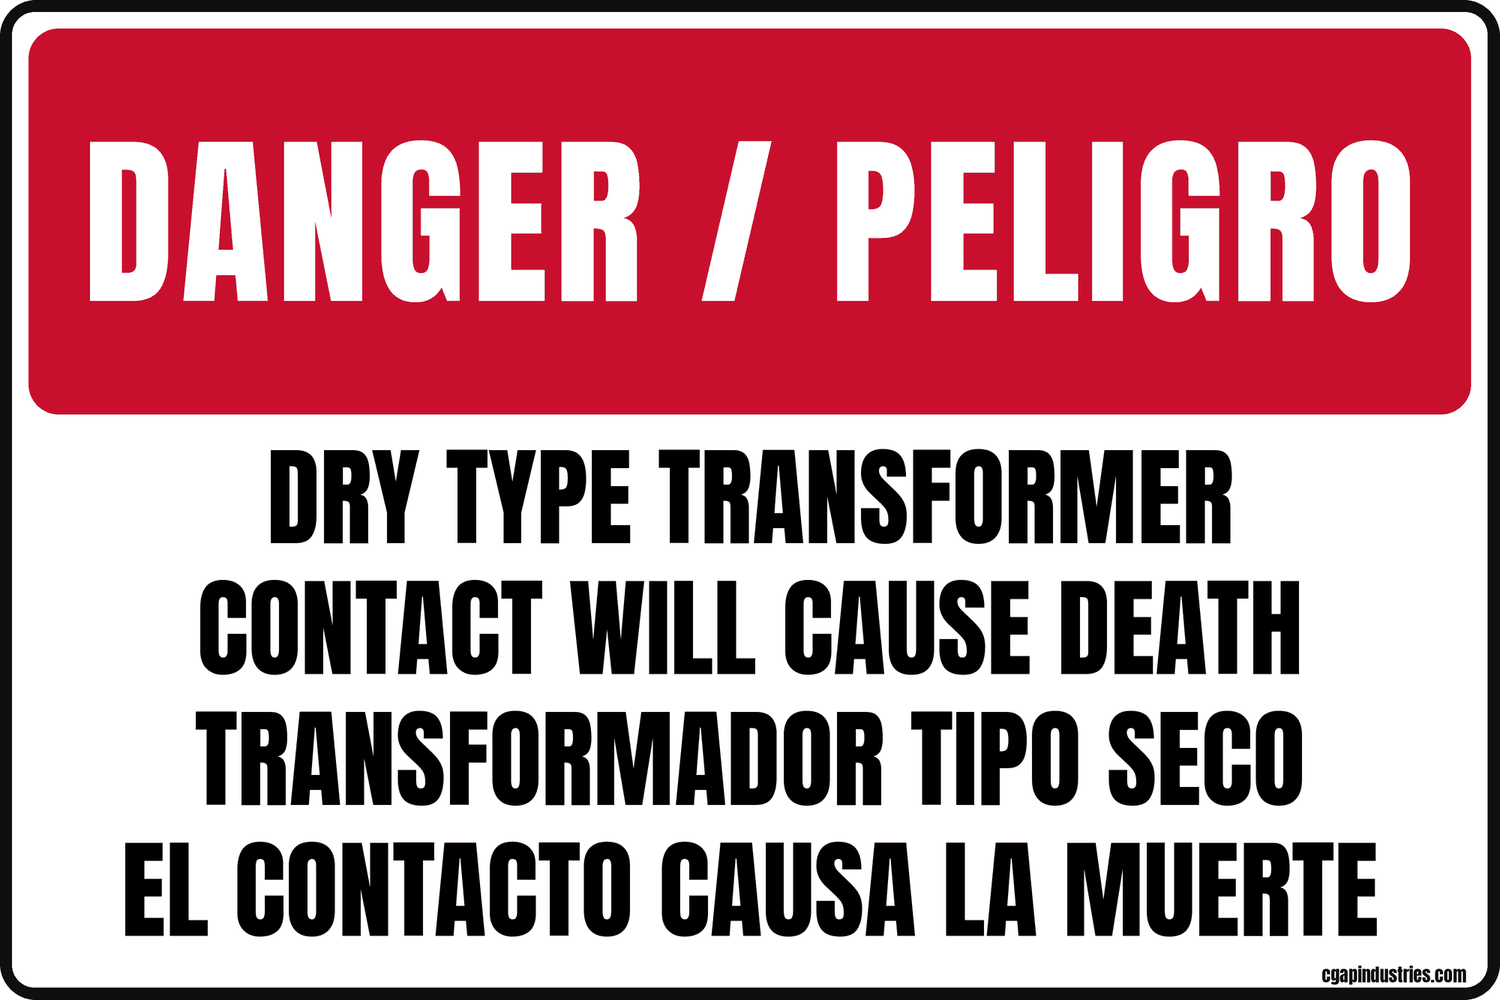 DANGER / PELIGRO
DRY TYPE TRANSFORMER
CONTACT WILL CAUSE DEATH
TRANSFORMADOR TIPO SECO
EL CONTACTO CAUSA LA MUERTE
cgapindustries.com